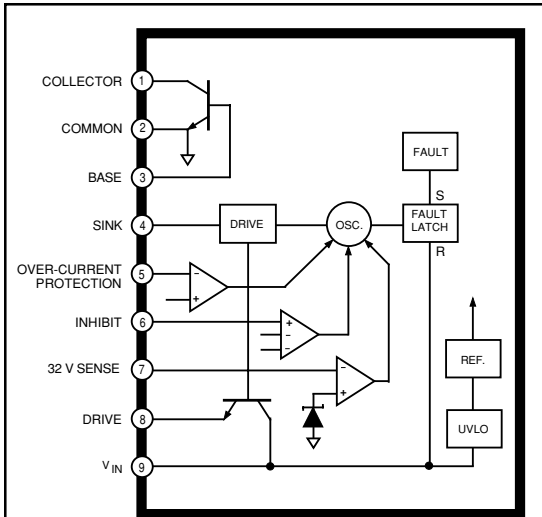 COLLECTOR 1
COMMON 2
BASE 3
FAULT
S
SINK 4
DRIVE
OSC.
FAULT
LATCH
R
OVER-CURRENT
PROTECTION 5
−
+
INHIBIT 6
+
−
−
32 V SENSE 7
−
+
REF.
DRIVE 8
UVLO
V IN 9